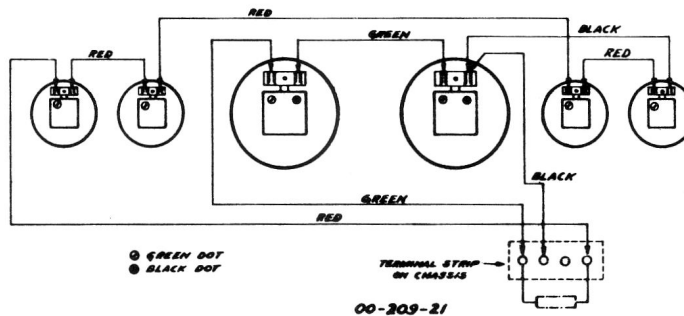 RED
RED
GREEN
BLACK
RED
BLACK
GREEN
RED
GREEN DOT
BLACK DOT
TERMINAL STRIP
ON CHASSIS
00-209-21